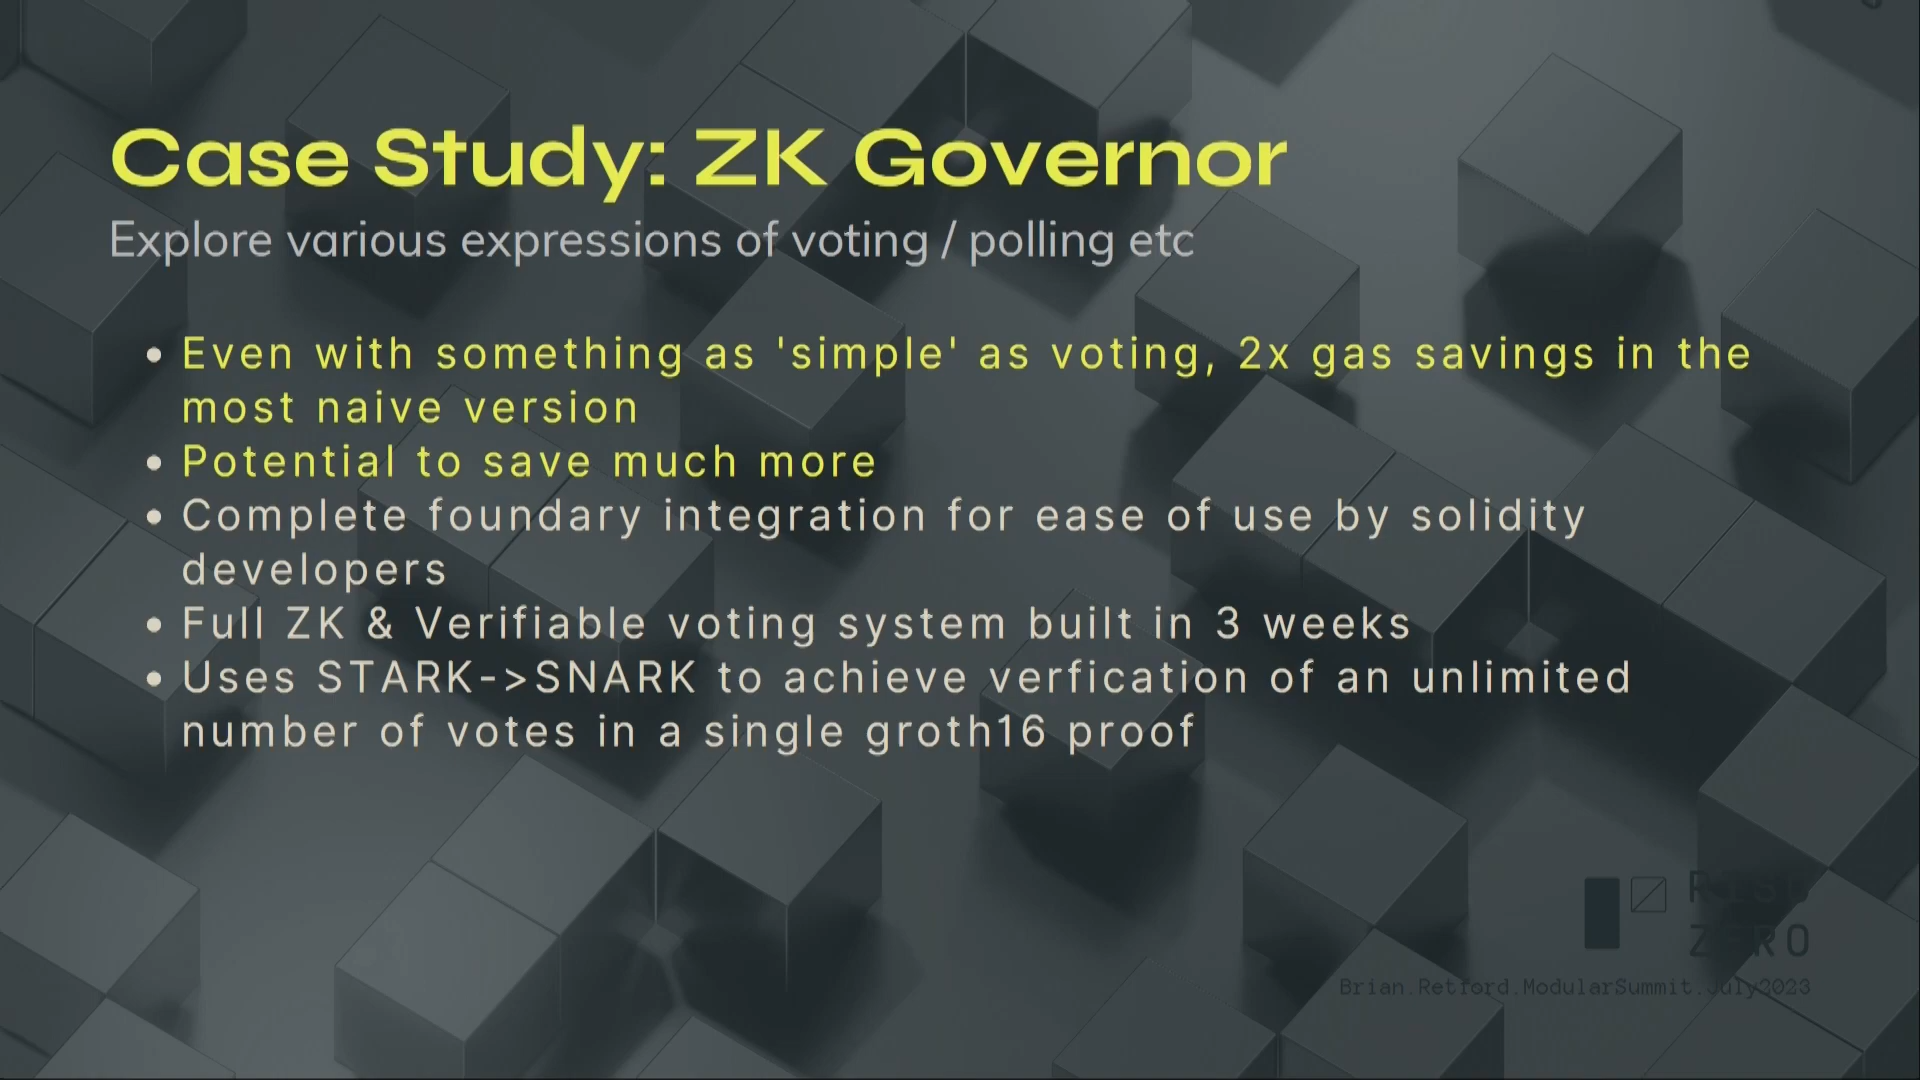 Case Study: ZK Governor
Explore various expressions of voting / polling etc
• Even with something as 'simple' as voting, 2x gas savings in the
most naive version
• Potential to save much more
• Complete foundary integration for ease of use by solidity
developers
• Full ZK & Verifiable voting system built in 3 weeks
• Uses STARK->SNARK to achieve verfication of an unlimited
number of votes in a single groth16 proof
RISC
ZERO
Brian.Retford.ModularSummit.July2023